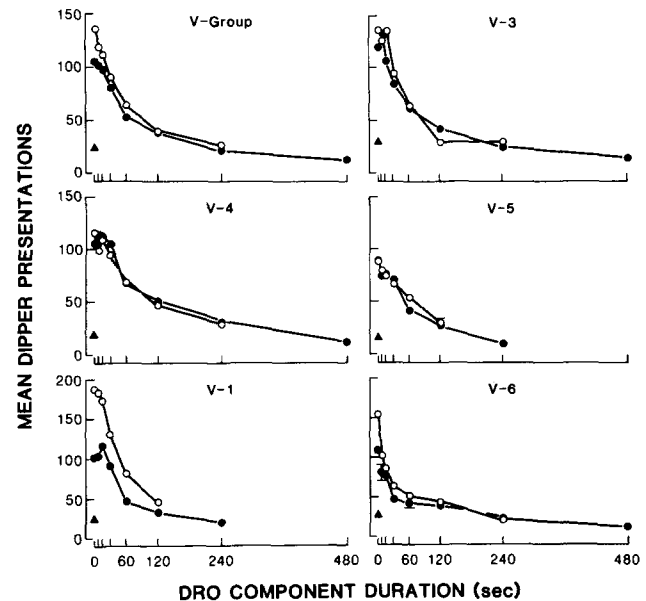 V-Group
V-3
150
100
50
0
V-4
V-5
150
100
50
0
V-1
V-6
200
150
100
50
0
0 60 120 240 480
0 60 120 240 480
MEAN DIPPER PRESENTATIONS
DRO COMPONENT DURATION (sec)